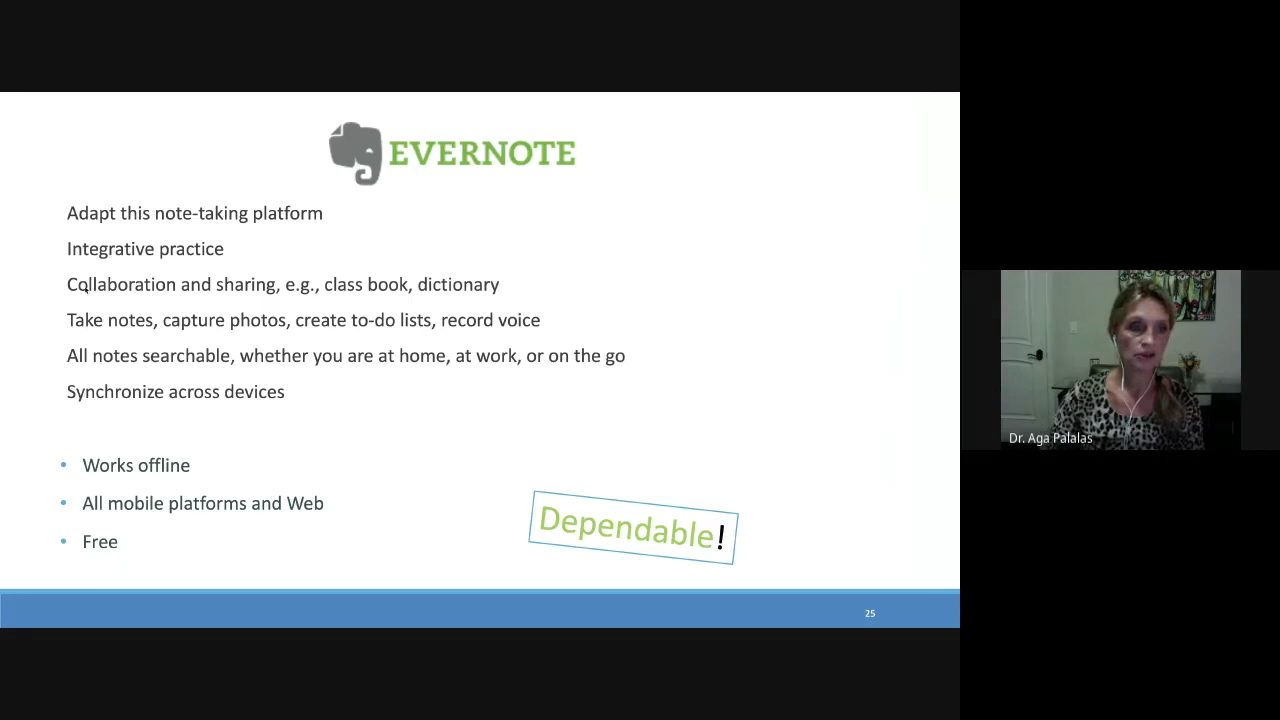 EVERNOTE
Adapt this note-taking platform
Integrative practice
Collaboration and sharing, e.g., class book, dictionary
Take notes, capture photos, create to-do lists, record voice
All notes searchable, whether you are at home, at work, or on the go
Synchronize across devices
• Works offline
• All mobile platforms and Web
• Free
Dependable!
25
Dr. Aga Palalas